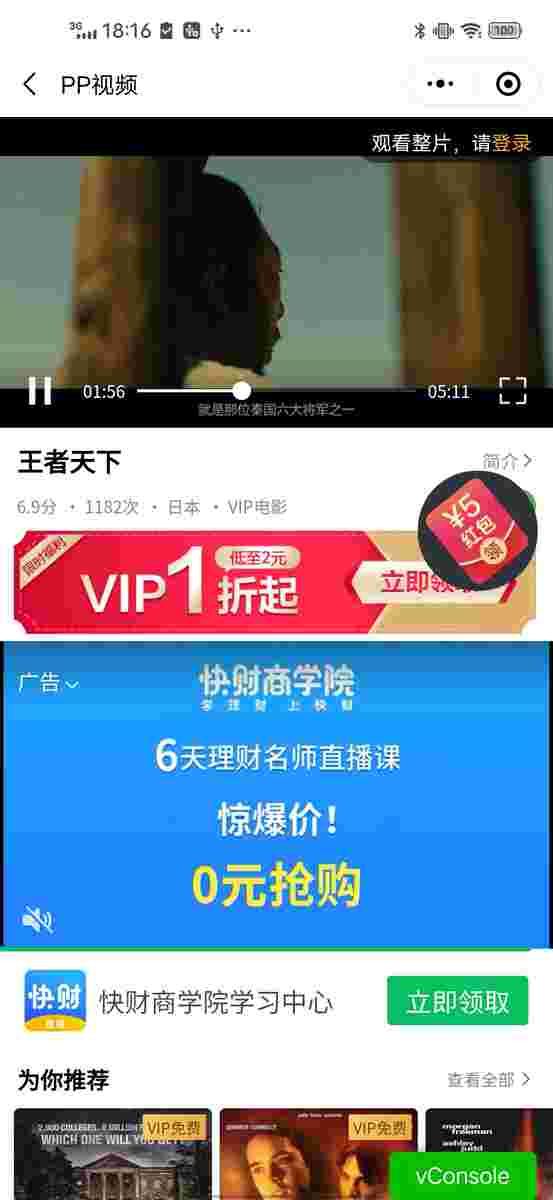 3G 18:16 100
PP视频
观看整片，请登录
01:56 05:11
就是那位秦国六大将军之一
王者天下
简介
6.9分 · 1182次 · 日本 · VIP电影
¥5
红包
领
限时福利
VIP1折起
低至2元
立即领
广告
快财商学院
学理财 上快财
6天理财名师直播课
惊爆价！
0元抢购
快财
快财商学院学习中心
立即领取
为你推荐
查看全部
VIP免费
WHICH ONE WILL YOU GET
VIP免费
JENNIFER CONNELLY
morgan
freeman
ashley
judd
vConsole